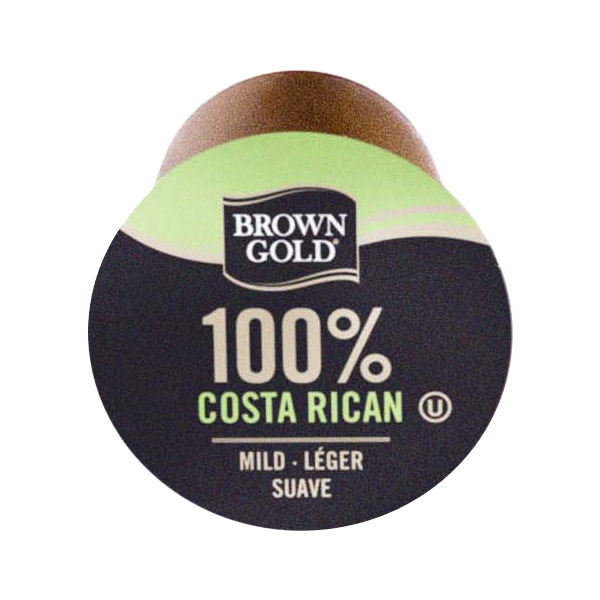 BROWN
GOLD®
100%
COSTA RICAN Ⓤ
MILD · LÉGER
SUAVE